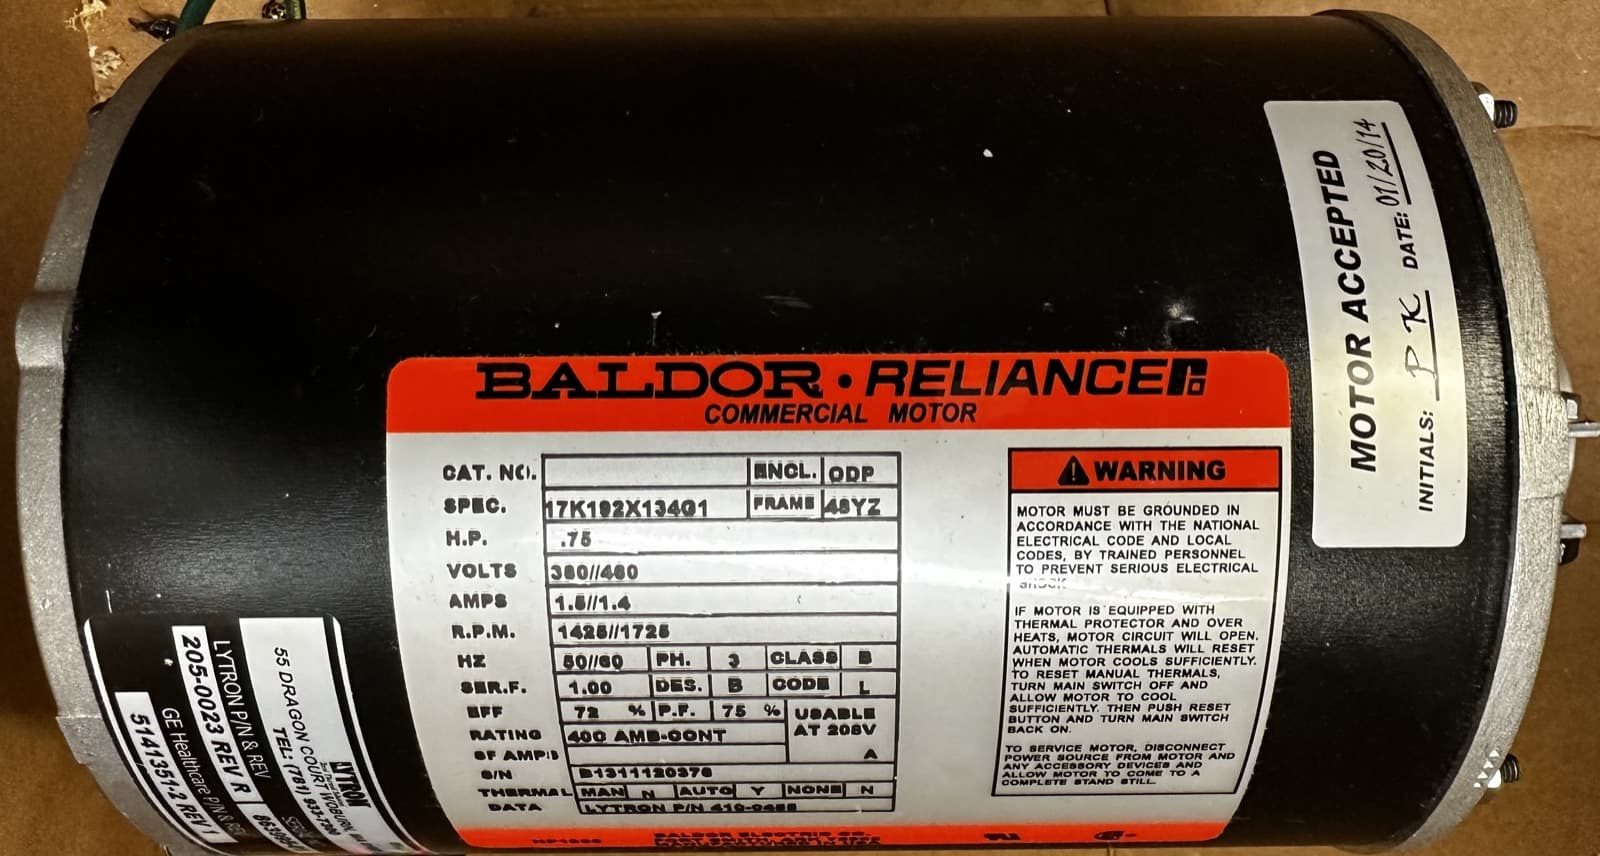 BALDOR • RELIANCE
COMMERCIAL MOTOR
CAT. NO. ENCL. ODP
SPEC. 17K192X134G1 FRAME 48YZ
H.P. .75
VOLTS 380//460
AMPS 1.5//1.4
R.P.M. 1425//1725
HZ 50//60 PH. 3 CLASS B
SER.F. 1.00 DES. B CODE L
EFF 72 % P.F. 75 % USABLE
AT 208V
RATING 40C AMB-CONT
SF AMPS A
S/N B1311120376
THERMAL MAN N AUTO Y NONE N
DATA LYTRON P/N
BALDOR ELECTRIC CO.
WARNING
MOTOR MUST BE GROUNDED IN
ACCORDANCE WITH THE NATIONAL
ELECTRICAL CODE AND LOCAL
CODES, BY TRAINED PERSONNEL
TO PREVENT SERIOUS ELECTRICAL
SHOCK.
IF MOTOR IS EQUIPPED WITH
THERMAL PROTECTOR AND OVER
HEATS, MOTOR CIRCUIT WILL OPEN.
AUTOMATIC THERMALS WILL RESET
WHEN MOTOR COOLS SUFFICIENTLY.
TO RESET MANUAL THERMALS,
TURN MAIN SWITCH OFF AND
ALLOW MOTOR TO COOL
SUFFICIENTLY. THEN PUSH RESET
BUTTON AND TURN MAIN SWITCH
BACK ON.
TO SERVICE MOTOR, DISCONNECT
POWER SOURCE FROM MOTOR AND
ANY ACCESSORY DEVICES AND
ALLOW MOTOR TO COME TO A
COMPLETE STAND STILL.
MOTOR ACCEPTED
INITIALS: P K DATE: 01/20/14
LYTRON
55 DRAGON COURT WOBURN,
TEL: (781) 933-7300
LYTRON P/N & REV
205-0023 REV R
GE Healthcare P/N &
5141351-2 REV 1